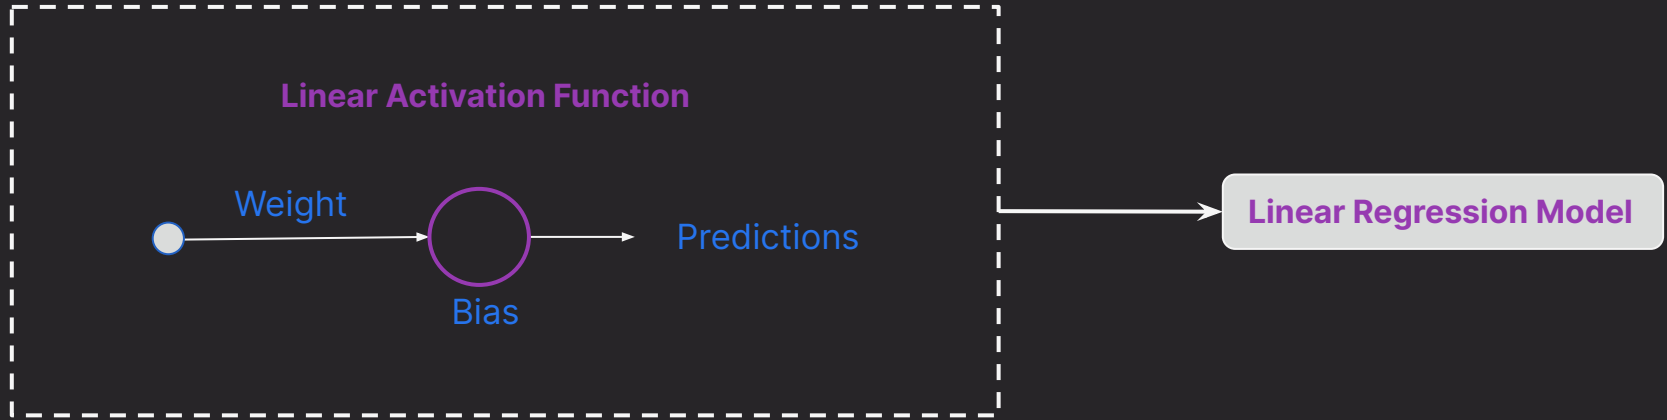 Linear Activation Function
Weight
Predictions
Bias
Linear Regression Model